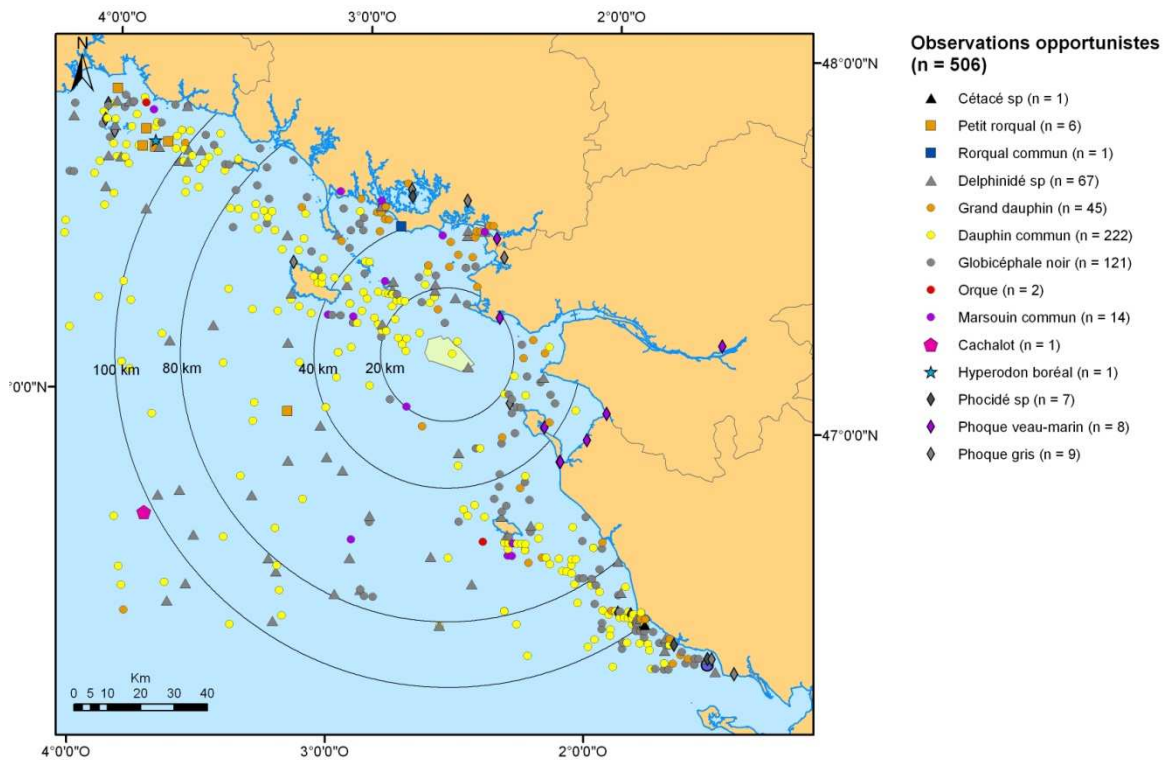 4°0'0"O 3°0'0"O 2°0'0"O
N
48°0'0"N
100 km 80 km 40 km 20 km
°0'0"N
47°0'0"N
Km
0 5 10 20 30 40
4°0'0"O 3°0'0"O 2°0'0"O
Observations opportunistes
(n = 506)
Cétacé sp (n = 1)
Petit rorqual (n = 6)
Rorqual commun (n = 1)
Delphinidé sp (n = 67)
Grand dauphin (n = 45)
Dauphin commun (n = 222)
Globicéphale noir (n = 121)
Orque (n = 2)
Marsouin commun (n = 14)
Cachalot (n = 1)
Hyperodon boréal (n = 1)
Phocidé sp (n = 7)
Phoque veau-marin (n = 8)
Phoque gris (n = 9)